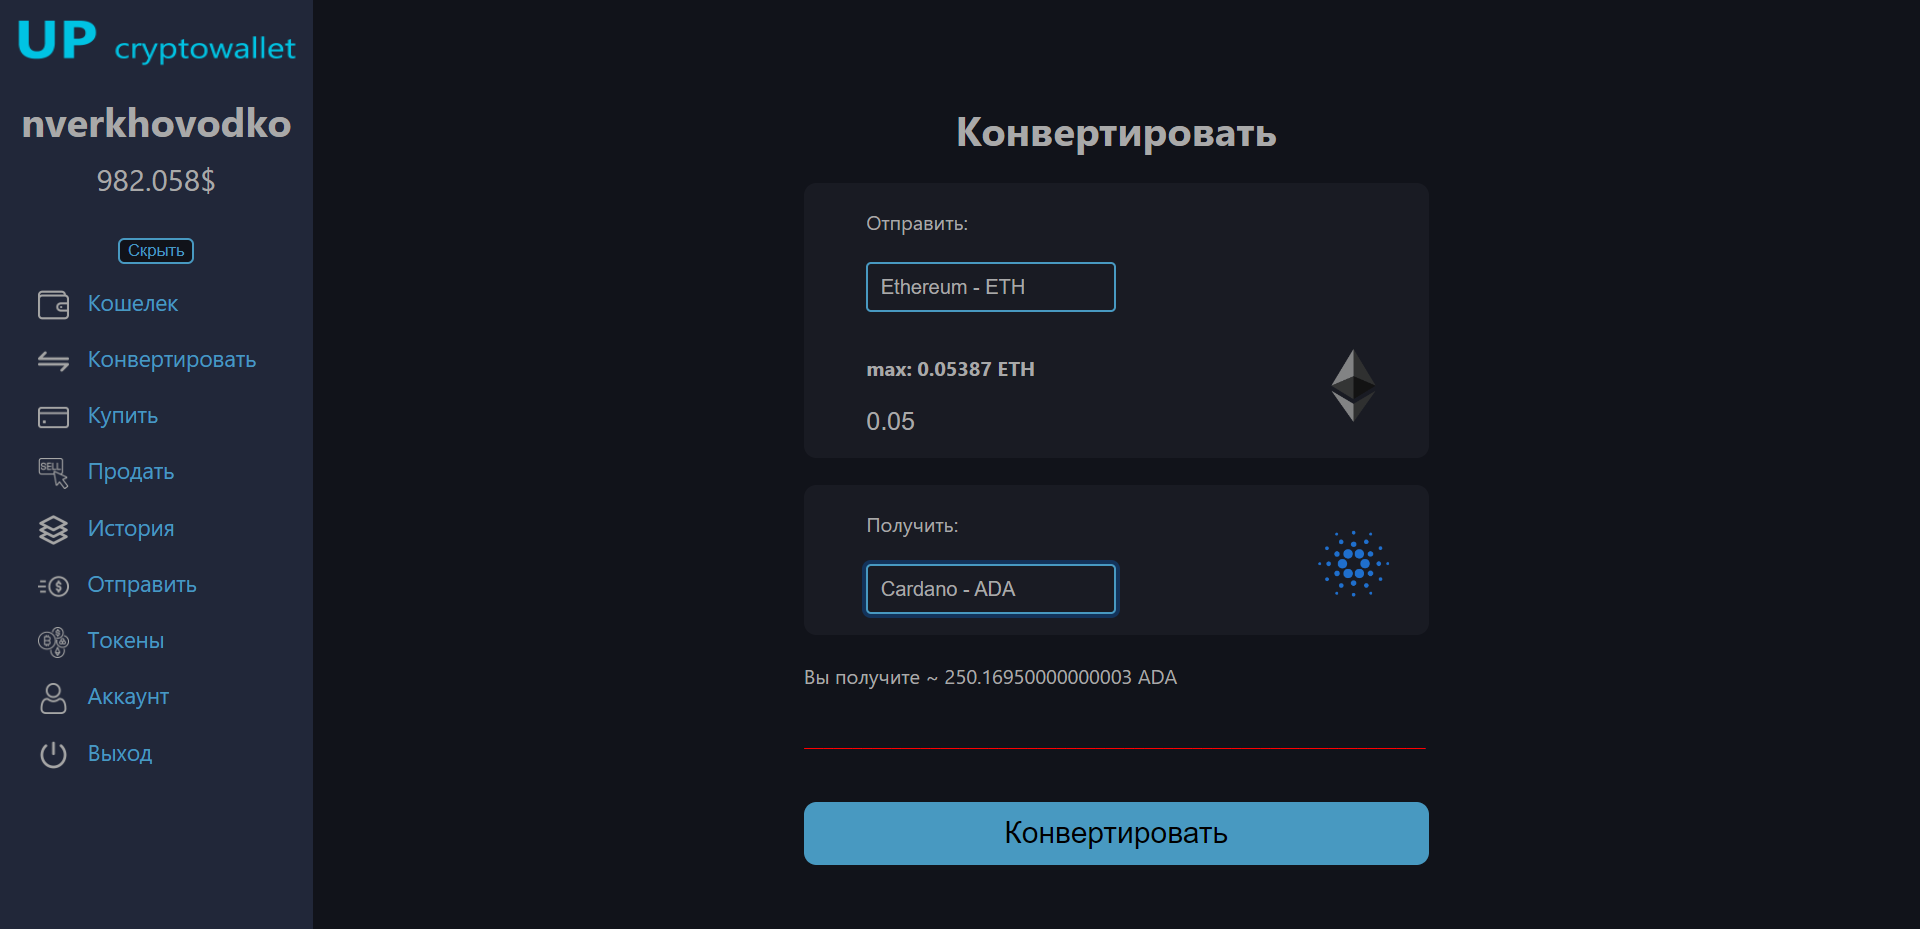 UP cryptowallet
nverkhovodko
982.058$
Скрыть
Кошелек
Конвертировать
Купить
SELL
Продать
История
Отправить
Токены
Аккаунт
Выход
Конвертировать
Отправить:
Ethereum - ETH
max: 0.05387 ETH
0.05
Получить:
Cardano - ADA
Вы получите ~ 250.16950000000003 ADA
Конвертировать